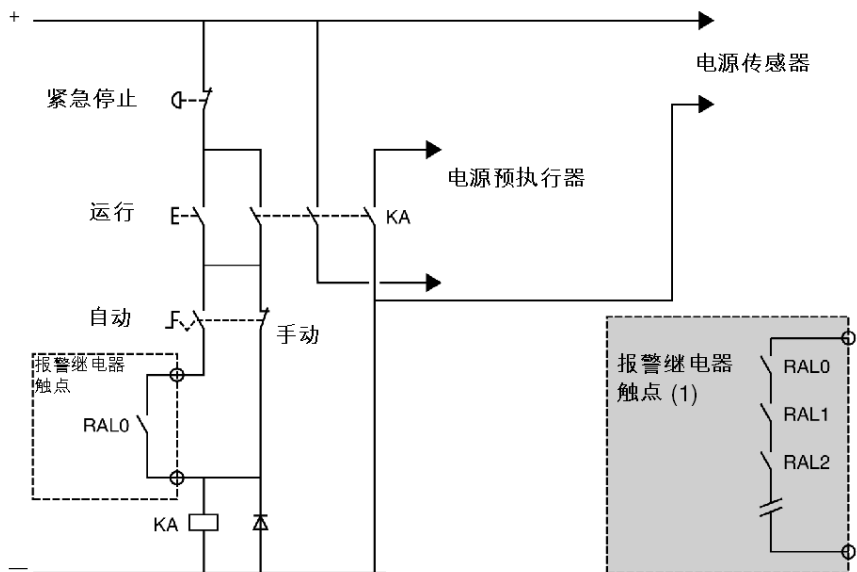 +
电源传感器
紧急停止
电源预执行器
运行
KA
自动
手动
报警继电器
触点
RAL0
KA
—
报警继电器
触点 (1)
RAL0
RAL1
RAL2